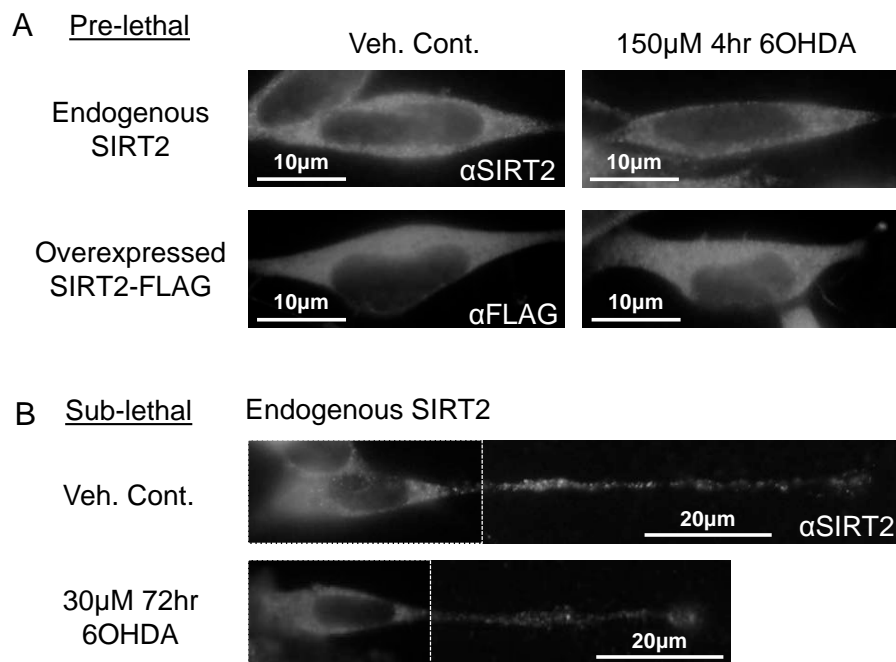 A Pre-lethal
Veh. Cont. 150µM 4hr 6OHDA
Endogenous
SIRT2
10µm αSIRT2 10µm
Overexpressed
SIRT2-FLAG
10µm αFLAG 10µm
B Sub-lethal Endogenous SIRT2
Veh. Cont.
20µm
αSIRT2
30µM 72hr
6OHDA
20µm